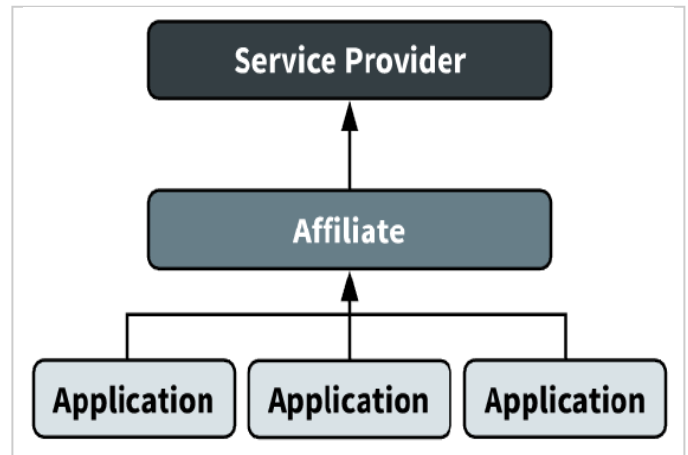 Service Provider
Affiliate
Application
Application
Application